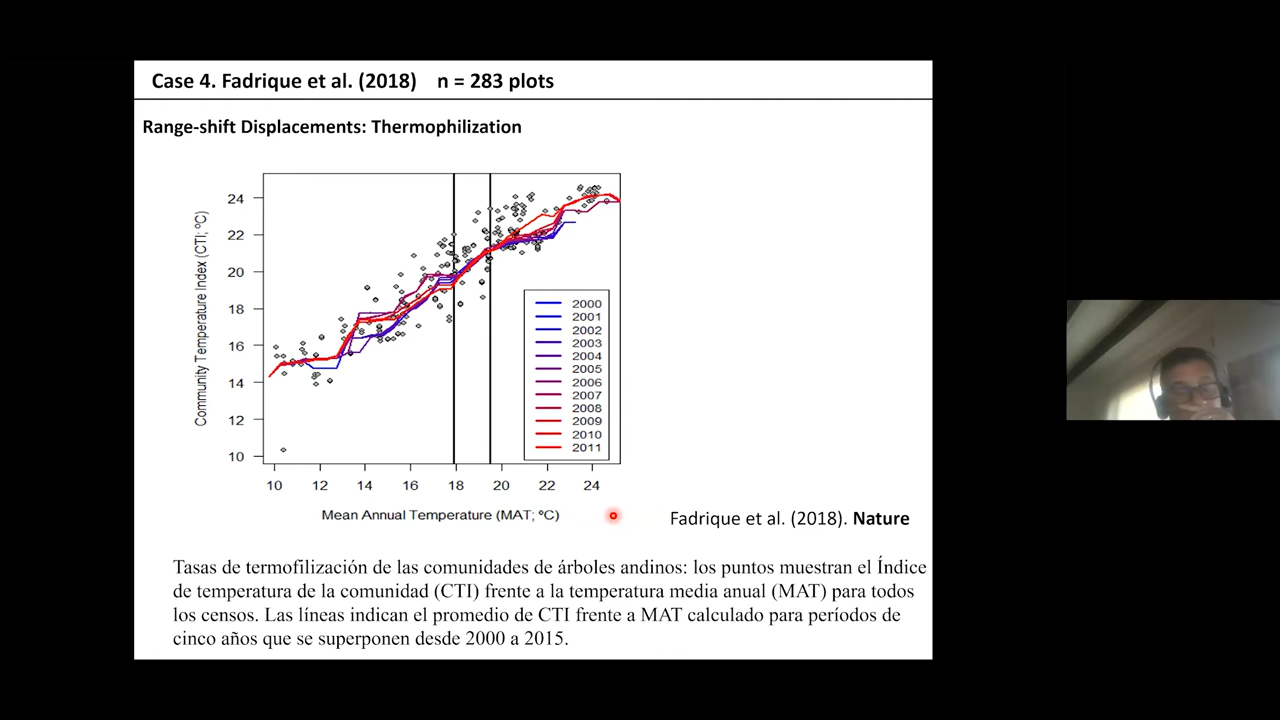 Case 4. Fadrique et al. (2018) n = 283 plots
Range-shift Displacements: Thermophilization
Community Temperature Index (CTI; ºC)
24
22
20
18
16
14
12
10
2000
2001
2002
2003
2004
2005
2006
2007
2008
2009
2010
2011
10 12 14 16 18 20 22 24
Mean Annual Temperature (MAT; ºC)
Fadrique et al. (2018). Nature
Tasas de termofilización de las comunidades de árboles andinos: los puntos muestran el Índice
de temperatura de la comunidad (CTI) frente a la temperatura media anual (MAT) para todos
los censos. Las líneas indican el promedio de CTI frente a MAT calculado para períodos de
cinco años que se superponen desde 2000 a 2015.